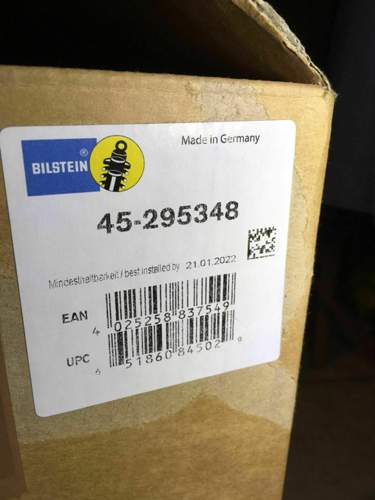 Made in Germany
BILSTEIN®
45-295348
Mindesthaltbarkeit / best installed by 21.01.2022
EAN
4 025258 837549
UPC
6 51860 84502 9